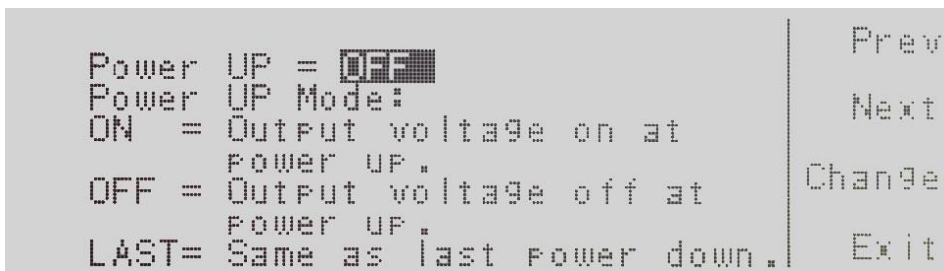 Power UP = OFF
Power UP Mode:
ON = Output voltage on at
power up.
OFF = Output voltage off at
power up.
LAST= Same as last power down.
Prev
Next
Change
Exit